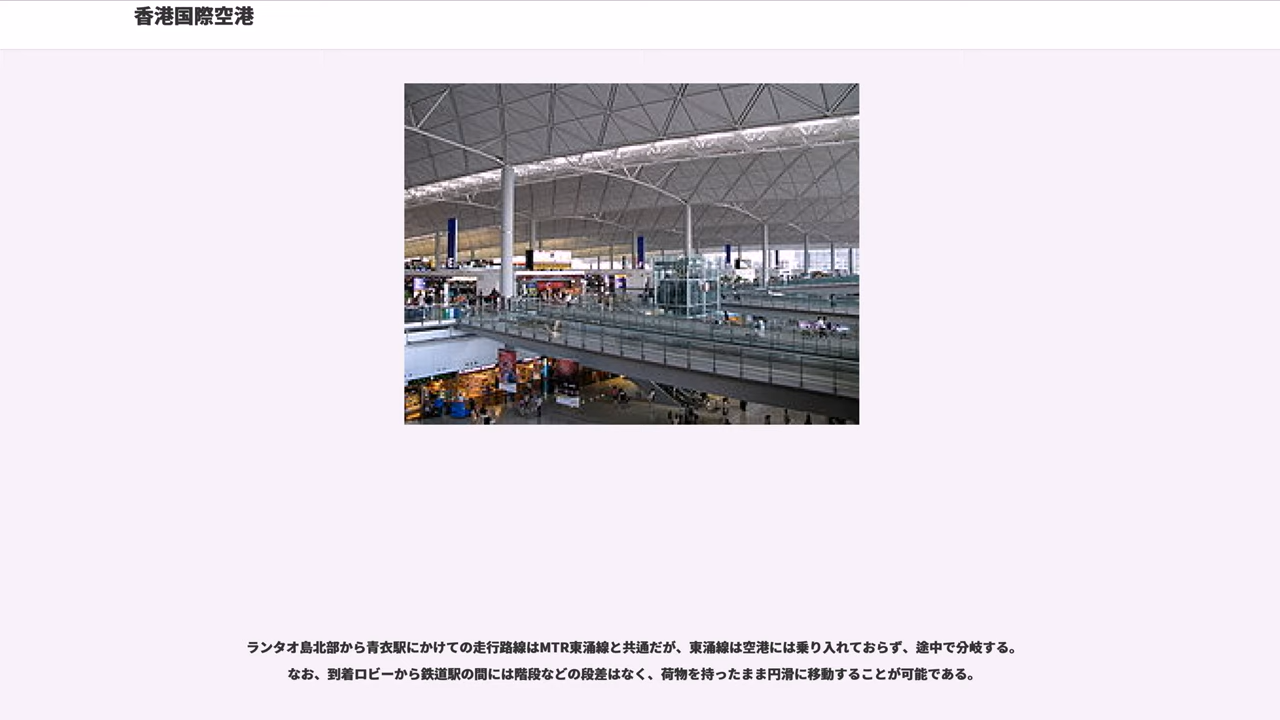 香港国際空港
ランタオ島北部から青衣駅にかけての走行路線はMTR東涌線と共通だが、東涌線は空港には乗り入れておらず、途中で分岐する。
なお、到着ロビーから鉄道駅の間には階段などの段差はなく、荷物を持ったまま円滑に移動することが可能である。